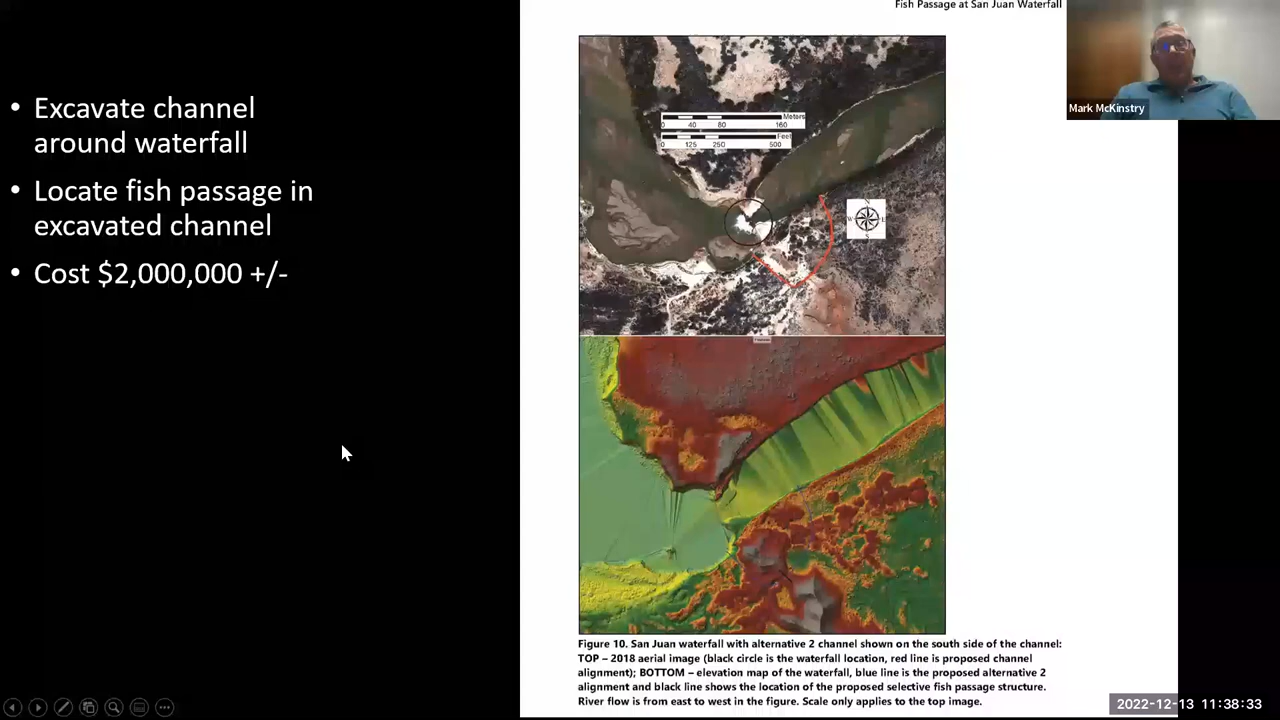 Fish Passage at San Juan Waterfall
• Excavate channel
around waterfall
• Locate fish passage in
excavated channel
• Cost $2,000,000 +/-
Mark McKinstry
Meters
0 40 80 160
Feet
0 125 250 500
N
W E
S
Figure 10. San Juan waterfall with alternative 2 channel shown on the south side of the channel:
TOP – 2018 aerial image (black circle is the waterfall location, red line is proposed channel
alignment); BOTTOM – elevation map of the waterfall, blue line is the proposed alternative 2
alignment and black line shows the location of the proposed selective fish passage structure.
River flow is from east to west in the figure. Scale only applies to the top image.
2022-12-13 11:38:33